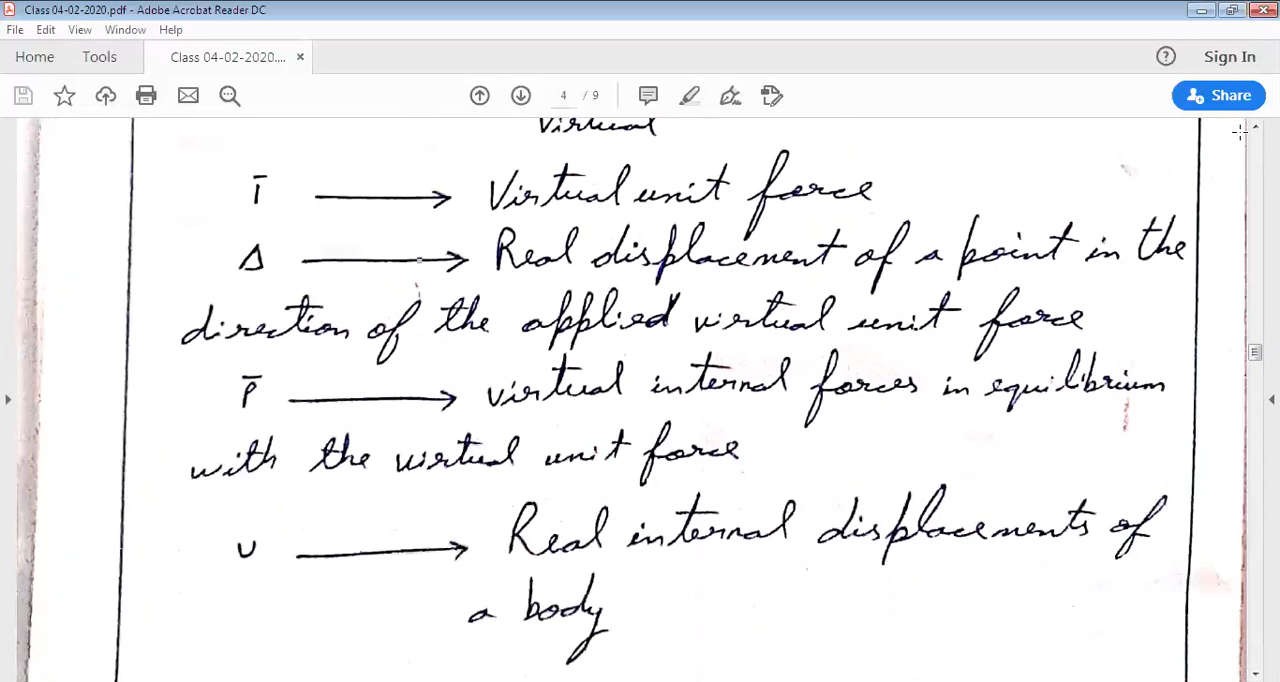 Class 04-02-2020.pdf - Adobe Acrobat Reader DC
File Edit View Window Help
Home Tools Class 04-02-2020.... × ? Sign In
4 / 9 Share
Virtual
1̄ → Virtual unit force
Δ → Real displacement of a point in the
direction of the applied virtual unit force
P̄ → virtual internal forces in equilibrium
with the virtual unit force
U → Real internal displacements of
a body